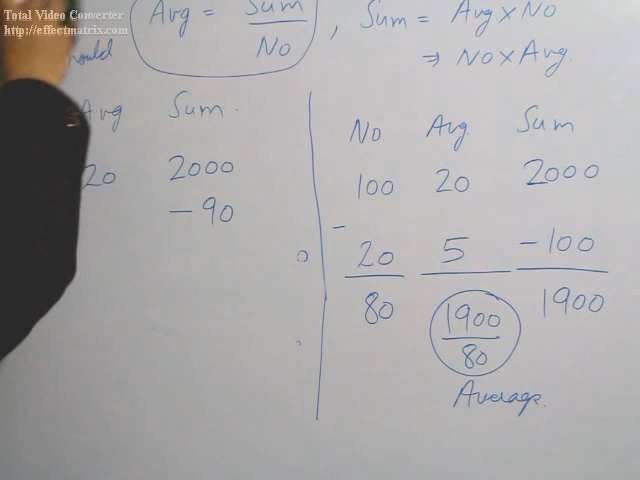 Total Video Converter
http://effectmatrix.com
Avg = Sum / No , Sum = Avg × No
⇒ No × Avg.
Avg Sum
20 2000
- 90
No Avg. Sum
100 20 2000
- 20 5 - 100
80 1900/80 1900
Average.